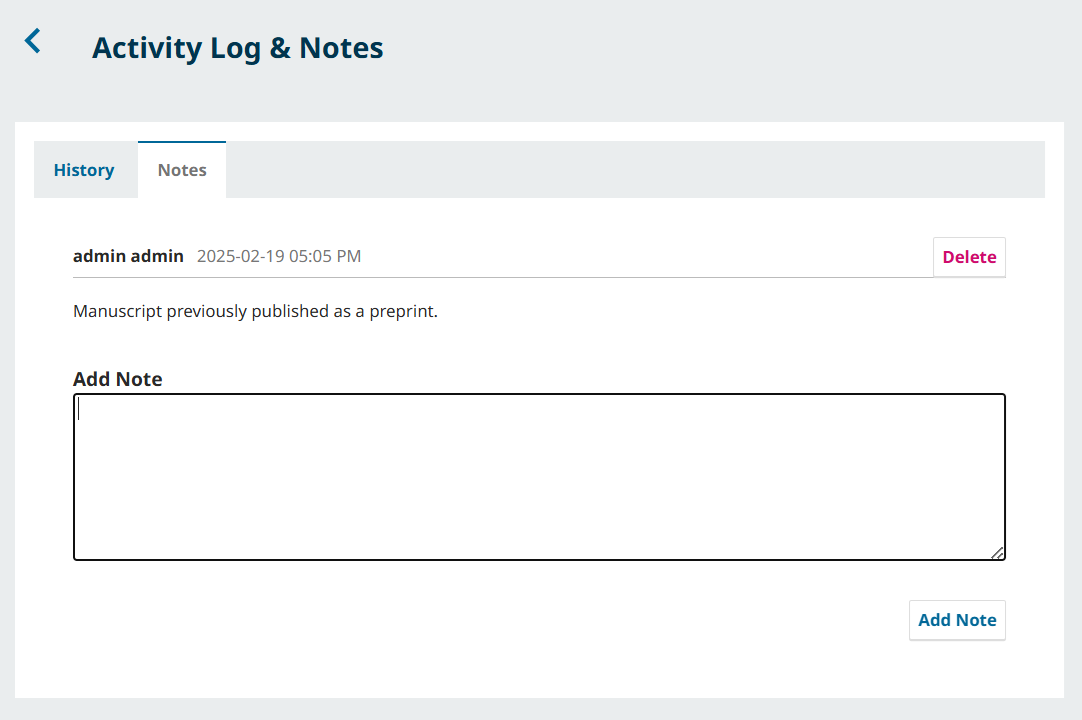 Activity Log & Notes
History Notes
admin admin 2025-02-19 05:05 PM Delete
Manuscript previously published as a preprint.
Add Note
Add Note